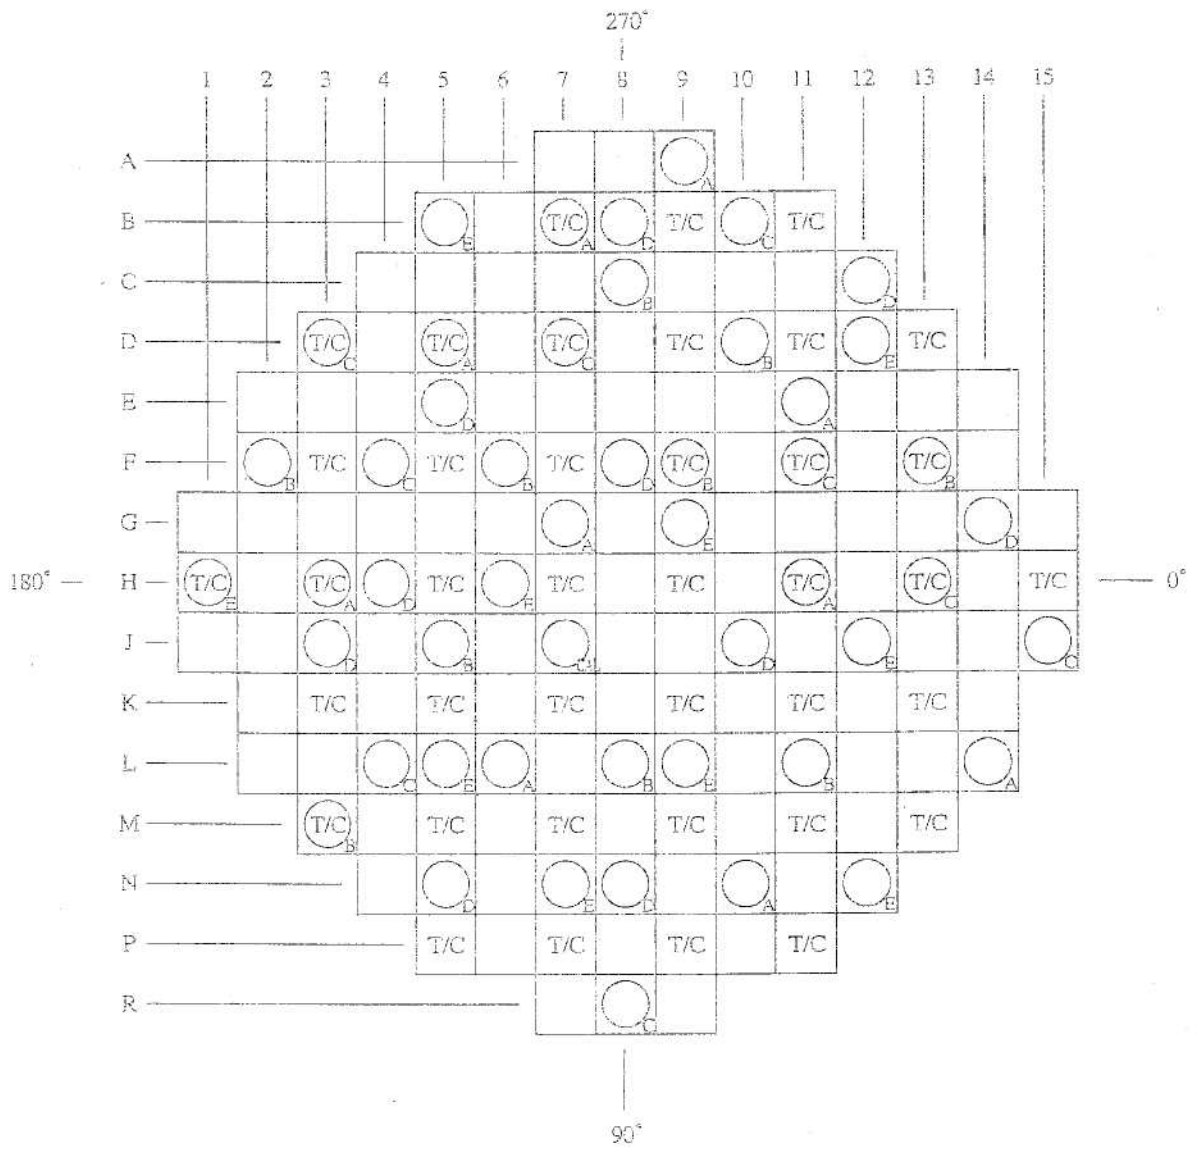 270°
1 2 3 4 5 6 7 8 9 10 11 12 13 14 15
A A
B E T/C A D T/C C T/C
C B D
D T/C C T/C A T/C C T/C B T/C E T/C
E D A
F B T/C C T/C B T/C D T/C B T/C C T/C B
G A E D
180° H T/C E T/C A D T/C E T/C T/C T/C A T/C C T/C 0°
J D B D E C
K T/C T/C T/C T/C T/C T/C
L C E A B E B A
M T/C B T/C T/C T/C T/C T/C
N D E D A E
P T/C T/C T/C T/C
R C
90°